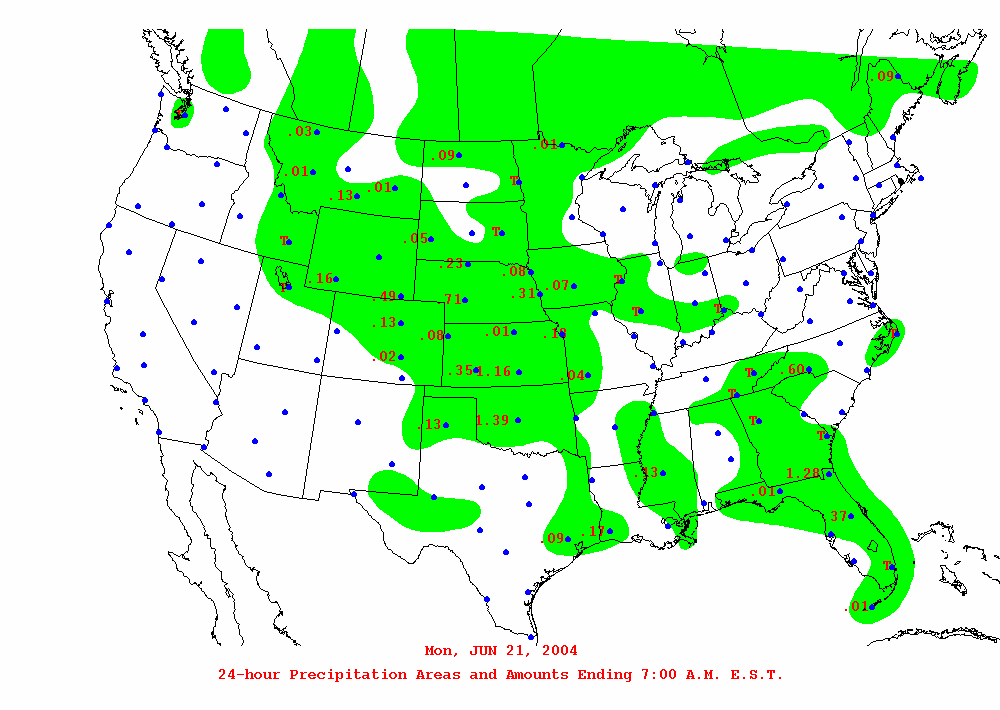 .09
.03
.01
.09
.01
.13
.01
T
T
.05
T
.16
.23
.08
.49
.71
.31
.07
T
.13
.08
.01
.18
T
T
T
.02
.35
1.16
.04
T
.60
T
.13
1.39
T
T
.13
1.28
.01
.09
.17
.37
T
.01
Mon, JUN 21, 2004
24-hour Precipitation Areas and Amounts Ending 7:00 A.M. E.S.T.